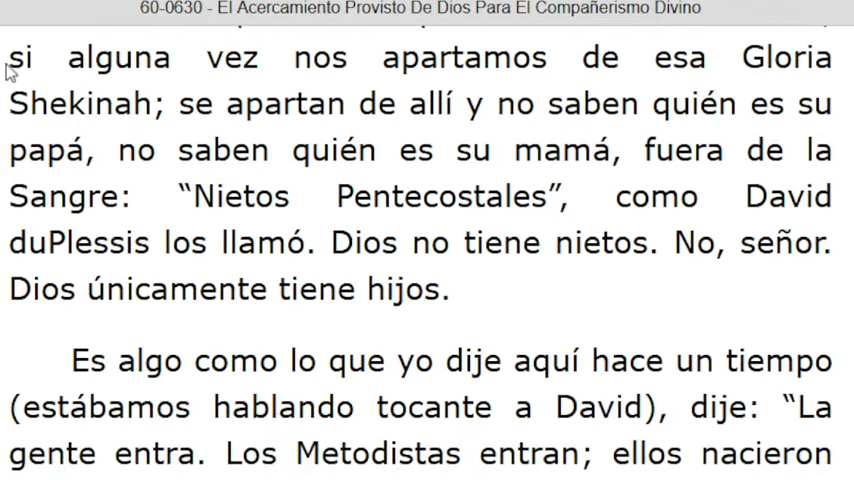 60-0630 - El Acercamiento Provisto De Dios Para El Compañerismo Divino
si alguna vez nos apartamos de esa Gloria
Shekinah; se apartan de allí y no saben quién es su
papá, no saben quién es su mamá, fuera de la
Sangre: “Nietos Pentecostales”, como David
duPlessis los llamó. Dios no tiene nietos. No, señor.
Dios únicamente tiene hijos.
Es algo como lo que yo dije aquí hace un tiempo
(estábamos hablando tocante a David), dije: “La
gente entra. Los Metodistas entran; ellos nacieron